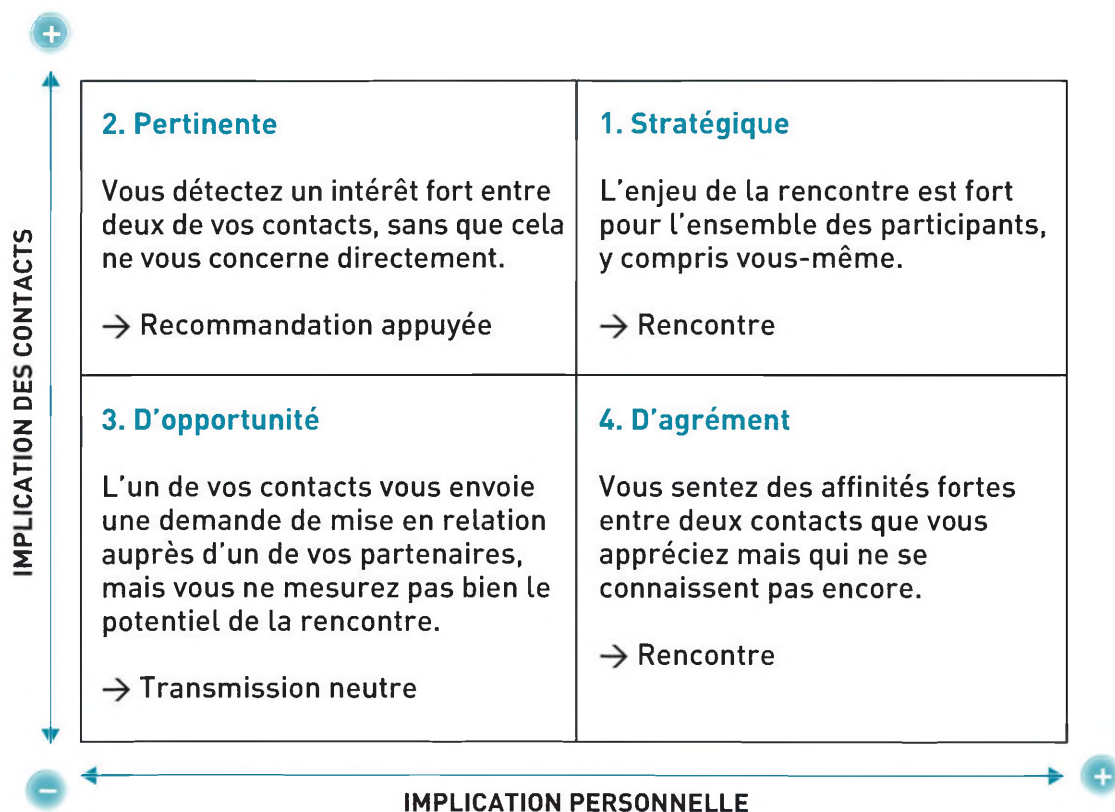 +
2. Pertinente
Vous détectez un intérêt fort entre
deux de vos contacts, sans que cela
ne vous concerne directement.
→ Recommandation appuyée
1. Stratégique
L'enjeu de la rencontre est fort
pour l'ensemble des participants,
y compris vous-même.
→ Rencontre
IMPLICATION DES CONTACTS
3. D'opportunité
L'un de vos contacts vous envoie
une demande de mise en relation
auprès d'un de vos partenaires,
mais vous ne mesurez pas bien le
potentiel de la rencontre.
→ Transmission neutre
4. D'agrément
Vous sentez des affinités fortes
entre deux contacts que vous
appréciez mais qui ne se
connaissent pas encore.
→ Rencontre
−
+
IMPLICATION PERSONNELLE